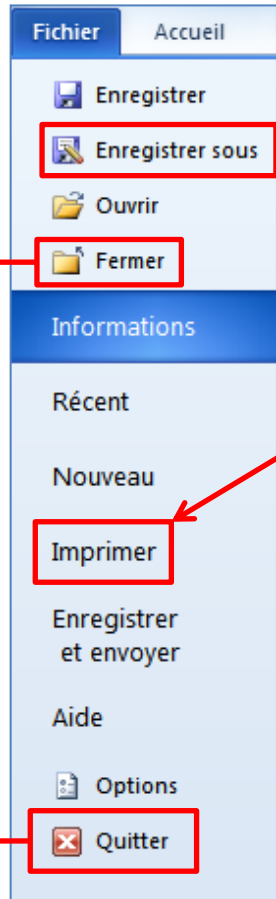 Fichier Accueil
Enregistrer
Enregistrer sous
Ouvrir
Fermer
Informations
Récent
Nouveau
Imprimer
Enregistrer
et envoyer
Aide
Options
Quitter